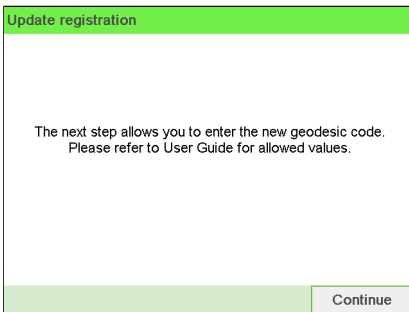 Update registration
The next step allows you to enter the new geodesic code.
Please refer to User Guide for allowed values.
Continue